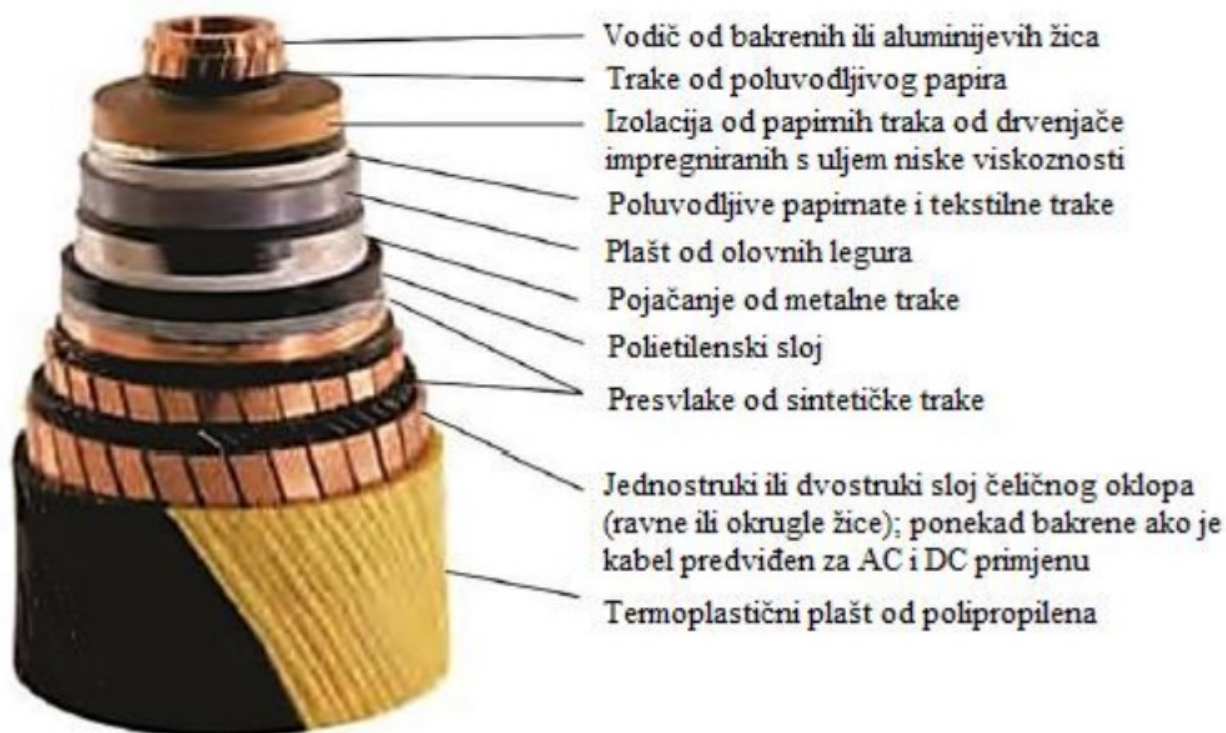 Vodič od bakrenih ili aluminijevih žica
Trake od poluvodljivog papira
Izolacija od papirnih traka od drvenjače
impregniranih s uljem niske viskoznosti
Poluvodljive papirnate i tekstilne trake
Plašt od olovnih legura
Pojačanje od metalne trake
Polietilenski sloj
Presvlake od sintetičke trake
Jednostruki ili dvostruki sloj čeličnog oklopa
(ravne ili okrugle žice); ponekad bakrene ako je
kabel predviđen za AC i DC primjenu
Termoplastični plašt od polipropilena